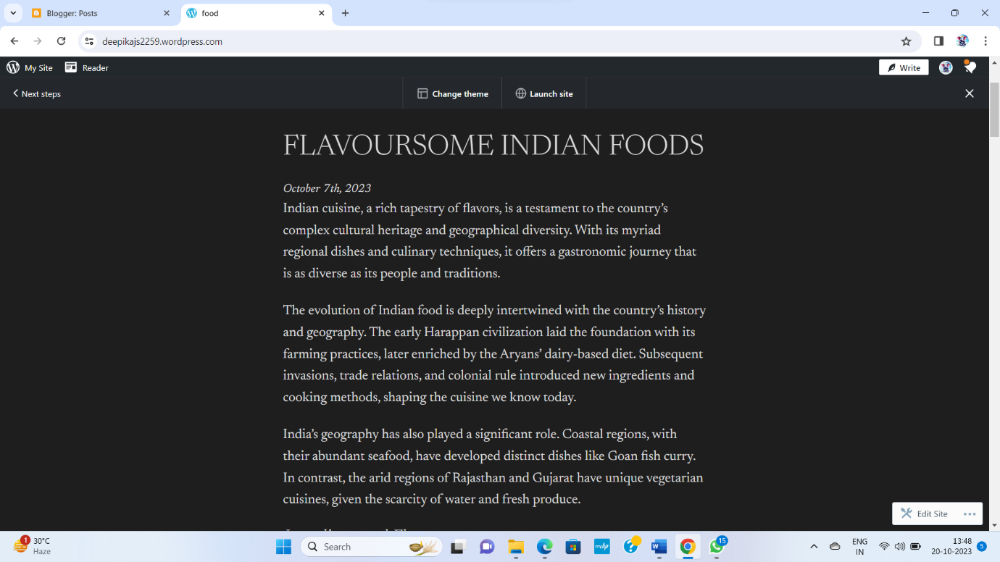 Blogger: Posts
food
deepikajs2259.wordpress.com
My Site
Reader
Write
Next steps
Change theme
Launch site
FLAVOURSOME INDIAN FOODS
October 7th, 2023
Indian cuisine, a rich tapestry of flavors, is a testament to the country’s
complex cultural heritage and geographical diversity. With its myriad
regional dishes and culinary techniques, it offers a gastronomic journey that
is as diverse as its people and traditions.
The evolution of Indian food is deeply intertwined with the country’s history
and geography. The early Harappan civilization laid the foundation with its
farming practices, later enriched by the Aryans’ dairy-based diet. Subsequent
invasions, trade relations, and colonial rule introduced new ingredients and
cooking methods, shaping the cuisine we know today.
India’s geography has also played a significant role. Coastal regions, with
their abundant seafood, have developed distinct dishes like Goan fish curry.
In contrast, the arid regions of Rajasthan and Gujarat have unique vegetarian
cuisines, given the scarcity of water and fresh produce.
Edit Site
1
30°C
Haze
Search
myhp
15
ENG
IN
13:48
20-10-2023
5